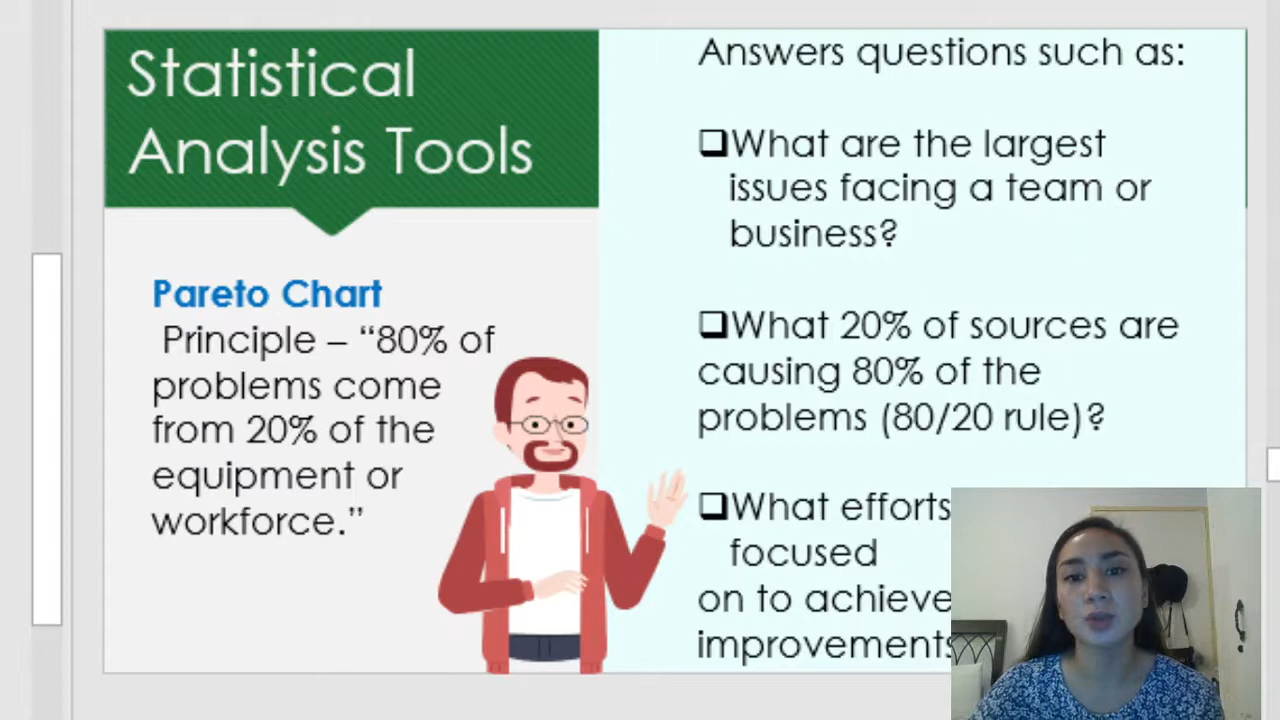 Statistical
Analysis Tools
Pareto Chart
Principle – “80% of
problems come
from 20% of the
equipment or
workforce.”
Answers questions such as:
❑What are the largest
issues facing a team or
business?
❑What 20% of sources are
causing 80% of the
problems (80/20 rule)?
❑What efforts
focused
on to achieve
improvements